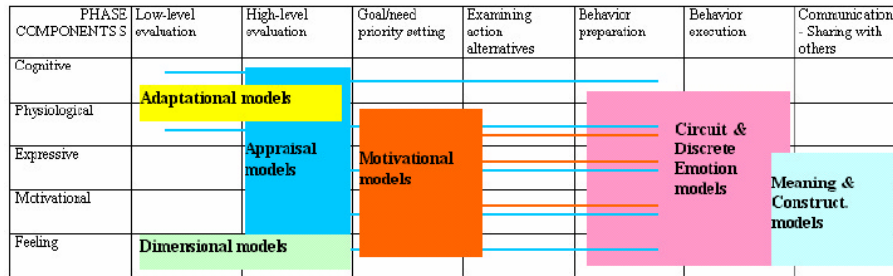 PHASE
COMPONENTS S
Low-level
evaluation
High-level
evaluation
Goal/need
priority setting
Examining
action
alternatives
Behavior
preparation
Behavior
execution
Communication
- Sharing with
others
Cognitive
Adaptational models
Physiological
Circuit &
Discrete
Emotion
models
Expressive
Appraisal
models
Motivational
models
Meaning &
Construct.
models
Motivational
Feeling
Dimensional models